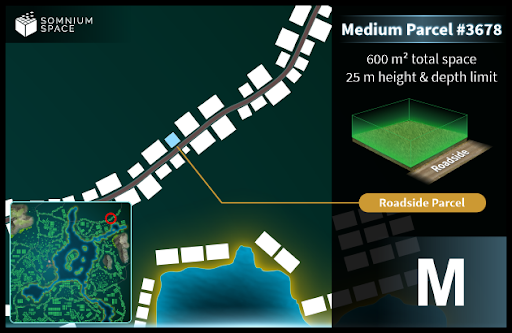 SOMNIUM
SPACE
Medium Parcel #3678
600 m² total space
25 m height & depth limit
Roadside
Roadside Parcel
M